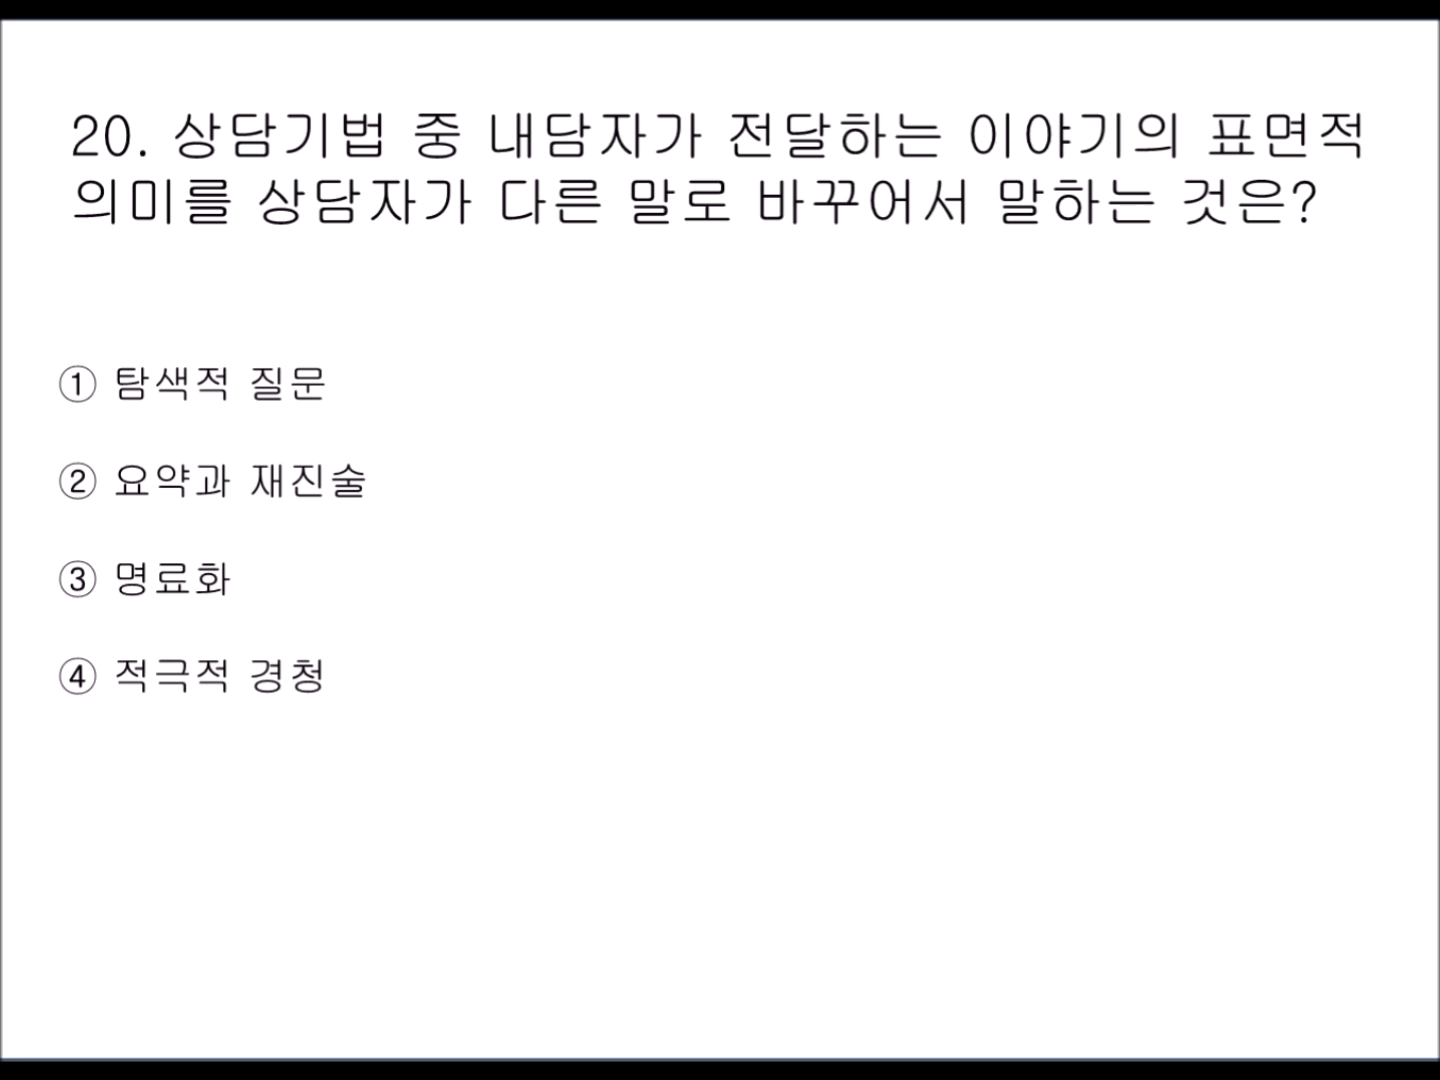 20. 상담기법 중 내담자가 전달하는 이야기의 표면적
의미를 상담자가 다른 말로 바꾸어서 말하는 것은?
① 탐색적 질문
② 요약과 재진술
③ 명료화
④ 적극적 경청